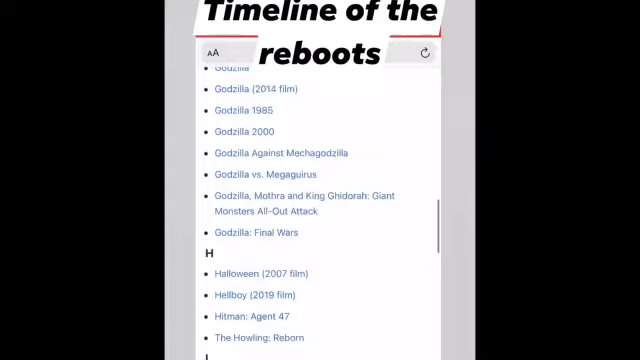 Timeline of the
reboots
AA
Godzilla
Godzilla (2014 film)
Godzilla 1985
Godzilla 2000
Godzilla Against Mechagodzilla
Godzilla vs. Megaguirus
Godzilla, Mothra and King Ghidorah: Giant
Monsters All-Out Attack
Godzilla: Final Wars
H
Halloween (2007 film)
Hellboy (2019 film)
Hitman: Agent 47
The Howling: Reborn